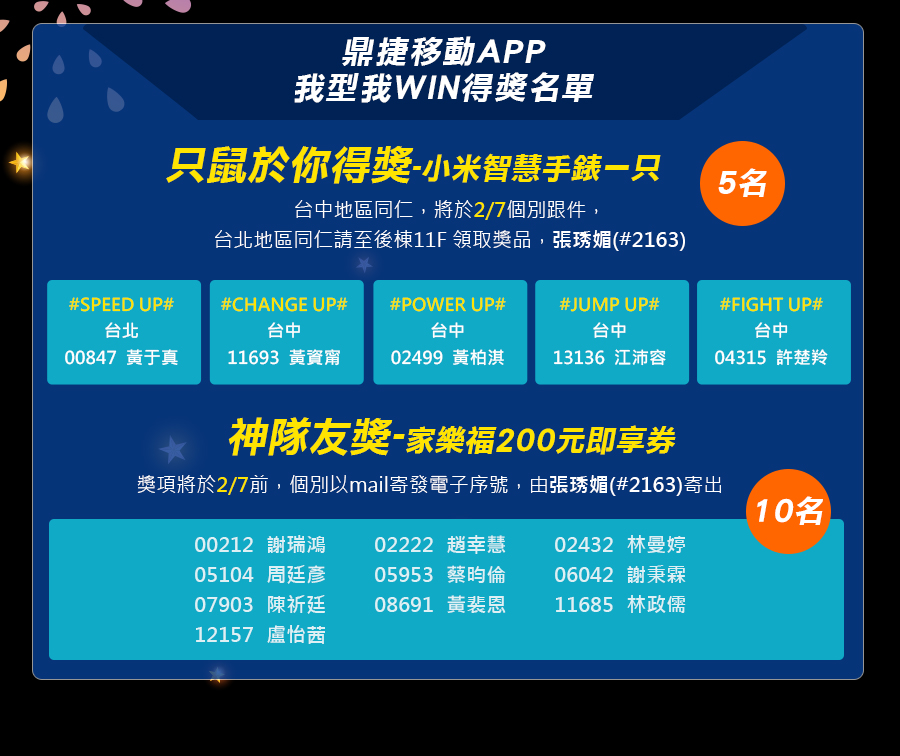 鼎捷移動APP
我型我WIN得獎名單
只鼠於你得獎-小米智慧手錶一只
5名
台中地區同仁，將於2/7個別跟件，
台北地區同仁請至後棟11F 領取獎品，張琇媚(#2163)
#SPEED UP#
台北
00847 黃于真
#CHANGE UP#
台中
11693 黃資甯
#POWER UP#
台中
02499 黃柏淇
#JUMP UP#
台中
13136 江沛容
#FIGHT UP#
台中
04315 許楚羚
神隊友獎-家樂福200元即享券
獎項將於2/7前，個別以mail寄發電子序號，由張琇媚(#2163)寄出
10名
00212 謝瑞鴻 02222 趙幸慧 02432 林曼婷
05104 周廷彥 05953 蔡昀倫 06042 謝秉霖
07903 陳祈廷 08691 黃裴恩 11685 林政儒
12157 盧怡茜